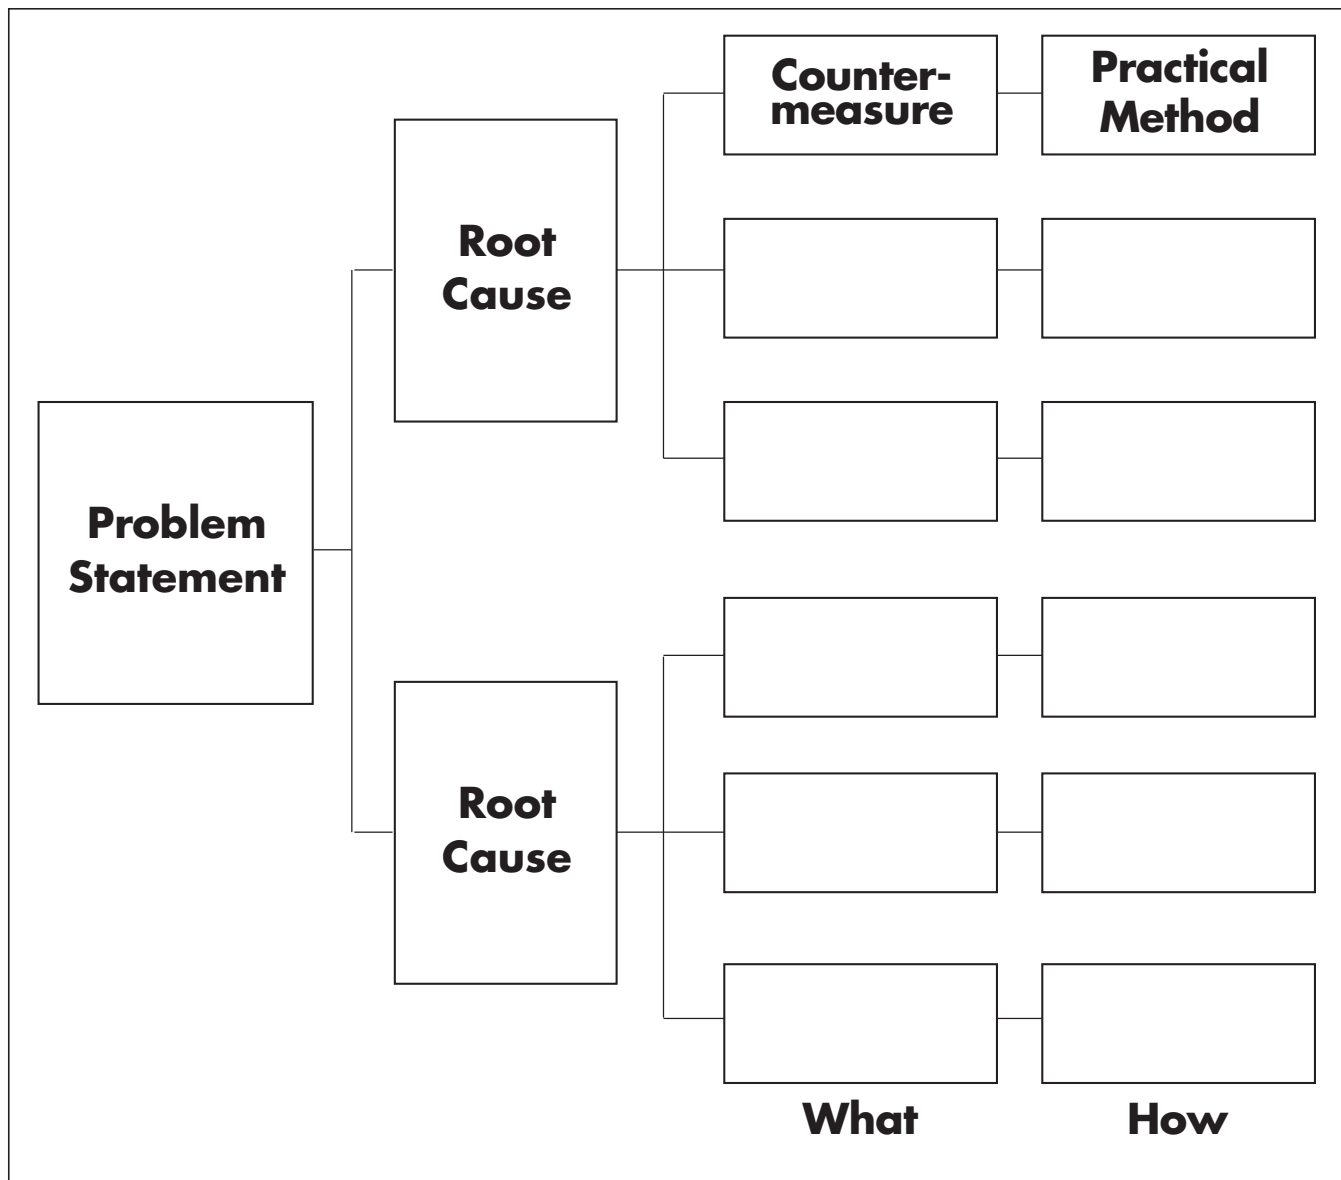 Counter-
measure
Practical
Method
Root
Cause
Problem
Statement
Root
Cause
What
How